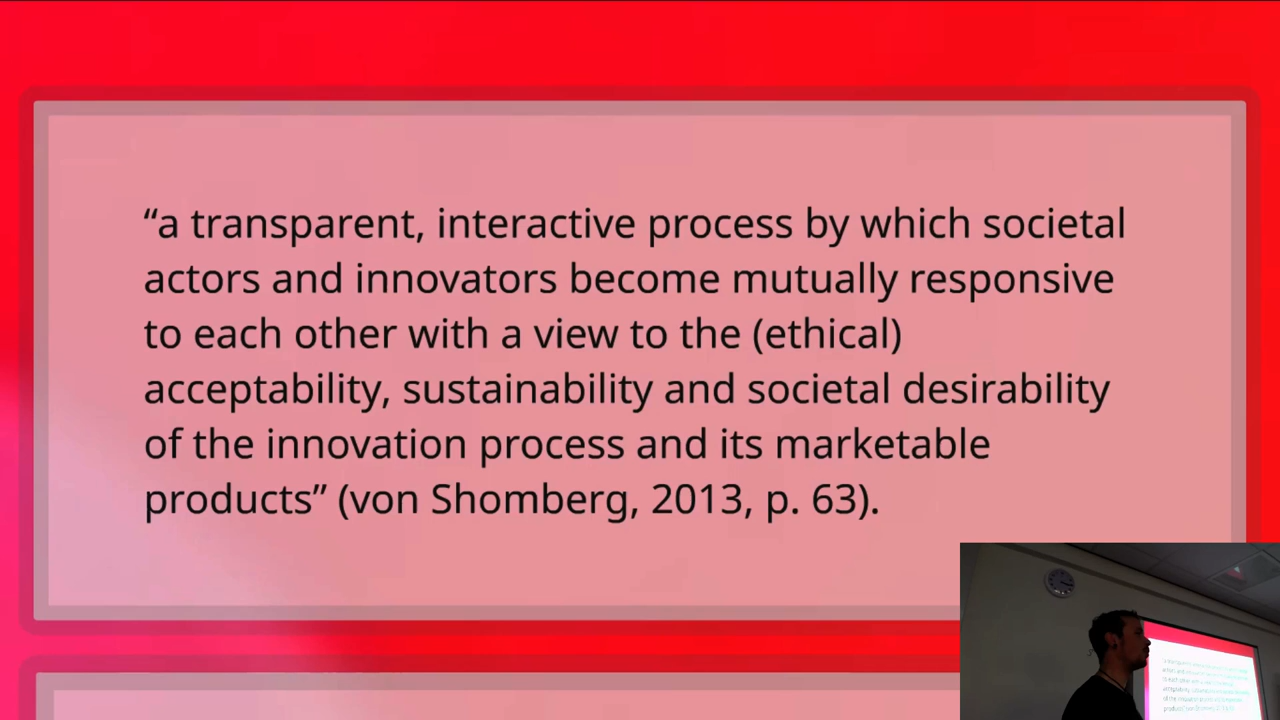 “a transparent, interactive process by which societal
actors and innovators become mutually responsive
to each other with a view to the (ethical)
acceptability, sustainability and societal desirability
of the innovation process and its marketable
products” (von Shomberg, 2013, p. 63).